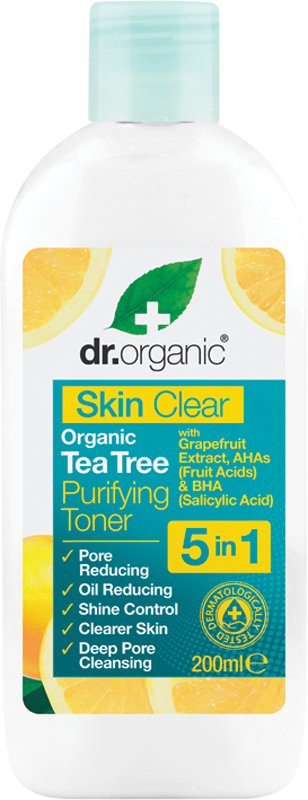 dr.organic®
Skin Clear
Organic
Tea Tree
Purifying
Toner
with
Grapefruit
Extract, AHAs
(Fruit Acids)
& BHA
(Salicylic Acid)
✓ Pore
Reducing
✓ Oil Reducing
✓ Shine Control
✓ Clearer Skin
✓ Deep Pore
Cleansing
5 in 1
DERMATOLOGICALLY
TESTED
200ml℮